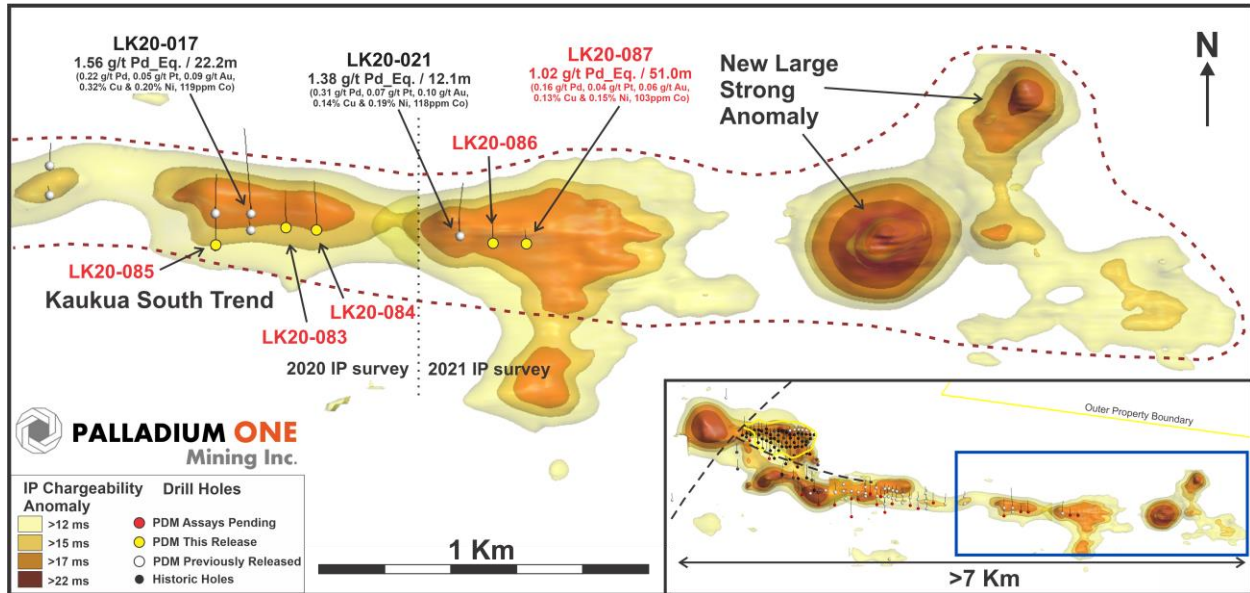 LK20-017
1.56 g/t Pd_Eq. / 22.2m
(0.22 g/t Pd, 0.05 g/t Pt, 0.09 g/t Au,
0.32% Cu & 0.20% Ni, 119ppm Co)
LK20-021
1.38 g/t Pd_Eq. / 12.1m
(0.31 g/t Pd, 0.07 g/t Pt, 0.10 g/t Au,
0.14% Cu & 0.19% Ni, 118ppm Co)
LK20-087
1.02 g/t Pd_Eq. / 51.0m
(0.16 g/t Pd, 0.04 g/t Pt, 0.06 g/t Au,
0.13% Cu & 0.15% Ni, 103ppm Co)
New Large
Strong
Anomaly
N
LK20-086
LK20-085
Kaukua South Trend
LK20-084
LK20-083
2020 IP survey
2021 IP survey
PALLADIUM ONE
Mining Inc.
IP Chargeability
Anomaly
>12 ms
>15 ms
>17 ms
>22 ms
Drill Holes
PDM Assays Pending
PDM This Release
PDM Previously Released
Historic Holes
1 Km
Outer Property Boundary
>7 Km